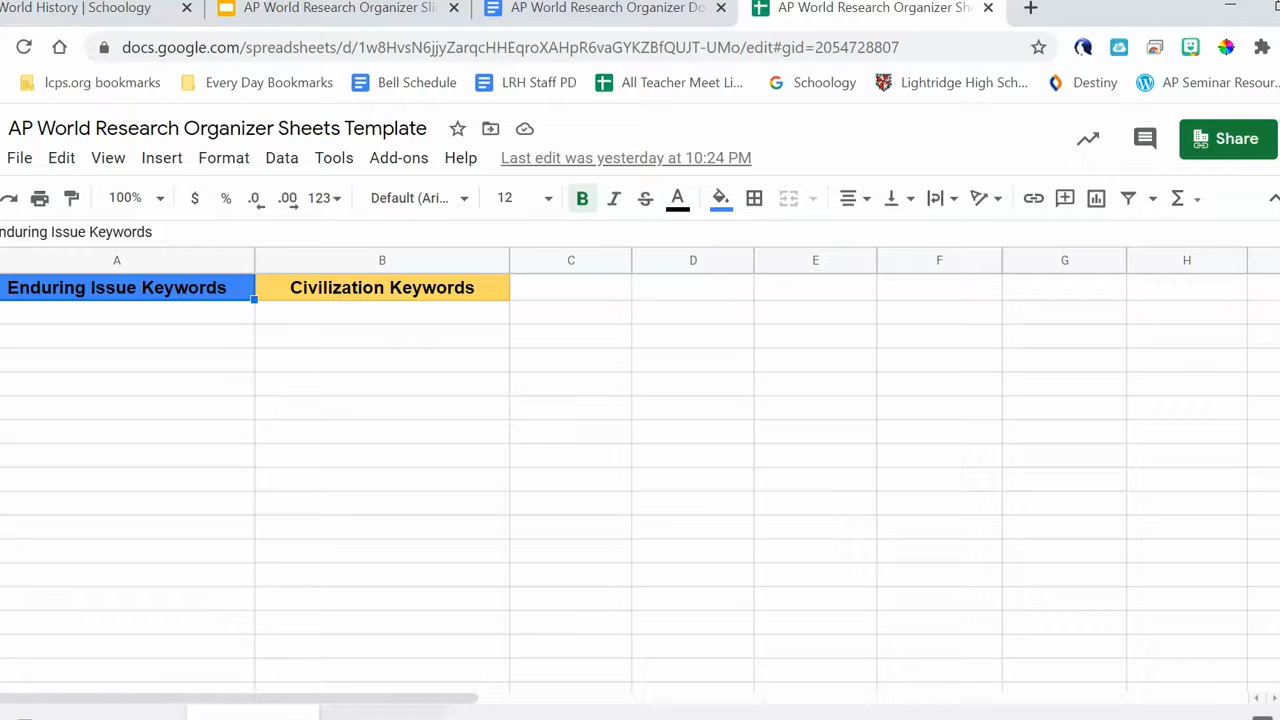 World History | Schoology
AP World Research Organizer Sli
AP World Research Organizer Do
AP World Research Organizer She
docs.google.com/spreadsheets/d/1w8HvsN6jjy2arqcHHEqtoXAHpR6vaGYKZBfQUJT-UMo/edit#gid=2054728807
lcps.org bookmarks
Every Day Bookmarks
Bell Schedule
LRH Staff PD
All Teacher Meet Li...
Schoology
Lightridge High Sch...
Destiny
AP Seminar Resour...
AP World Research Organizer Sheets Template
Share
File Edit View Insert Format Data Tools Add-ons Help Last edit was yesterday at 10:24 PM
100% $ % .0 .00 123 Default (Ari... 12 B I S A Σ
nduring Issue Keywords
A B C D E F G H
Enduring Issue Keywords Civilization Keywords